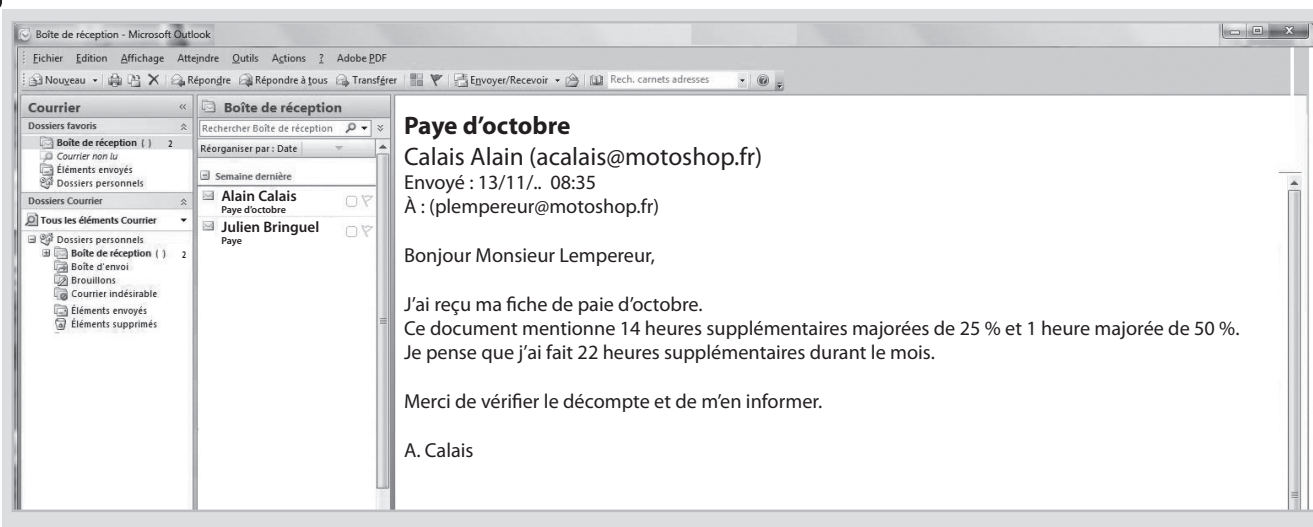 Boîte de réception - Microsoft Outlook
Fichier Edition Affichage Atteindre Outils Actions ? Adobe PDF
Nouveau Répondre Répondre à tous Transférer Envoyer/Recevoir Rech. carnets adresses
Courrier «
Dossiers favoris
Boîte de réception ( ) 2
Courrier non lu
Éléments envoyés
Dossiers personnels
Dossiers Courrier
Tous les éléments Courrier
Dossiers personnels
Boîte de réception ( ) 2
Boîte d'envoi
Brouillons
Courrier indésirable
Éléments envoyés
Éléments supprimés
Boîte de réception
Rechercher Boîte de réception
Réorganiser par : Date
Semaine dernière
Alain Calais
Paye d'octobre
Julien Bringuel
Paye
Paye d'octobre
Calais Alain (acalais@motoshop.fr)
Envoyé : 13/11/.. 08:35
À : (plempereur@motoshop.fr)
Bonjour Monsieur Lempereur,
J'ai reçu ma fiche de paie d'octobre.
Ce document mentionne 14 heures supplémentaires majorées de 25 % et 1 heure majorée de 50 %.
Je pense que j'ai fait 22 heures supplémentaires durant le mois.
Merci de vérifier le décompte et de m'en informer.
A. Calais